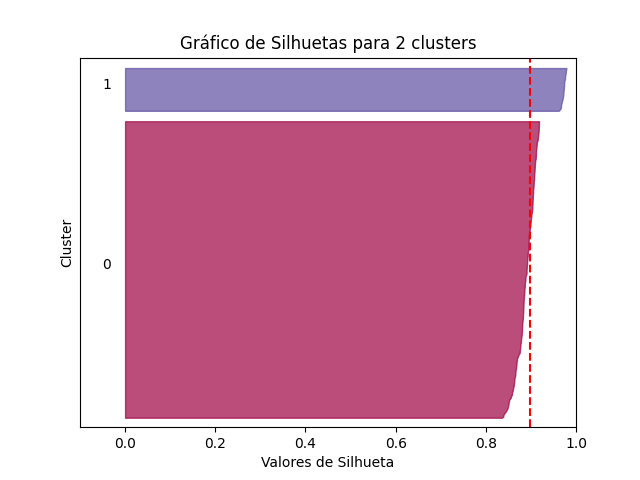 Gráfico de Silhuetas para 2 clusters
1
0
Cluster
0.0 0.2 0.4 0.6 0.8 1.0
Valores de Silhueta